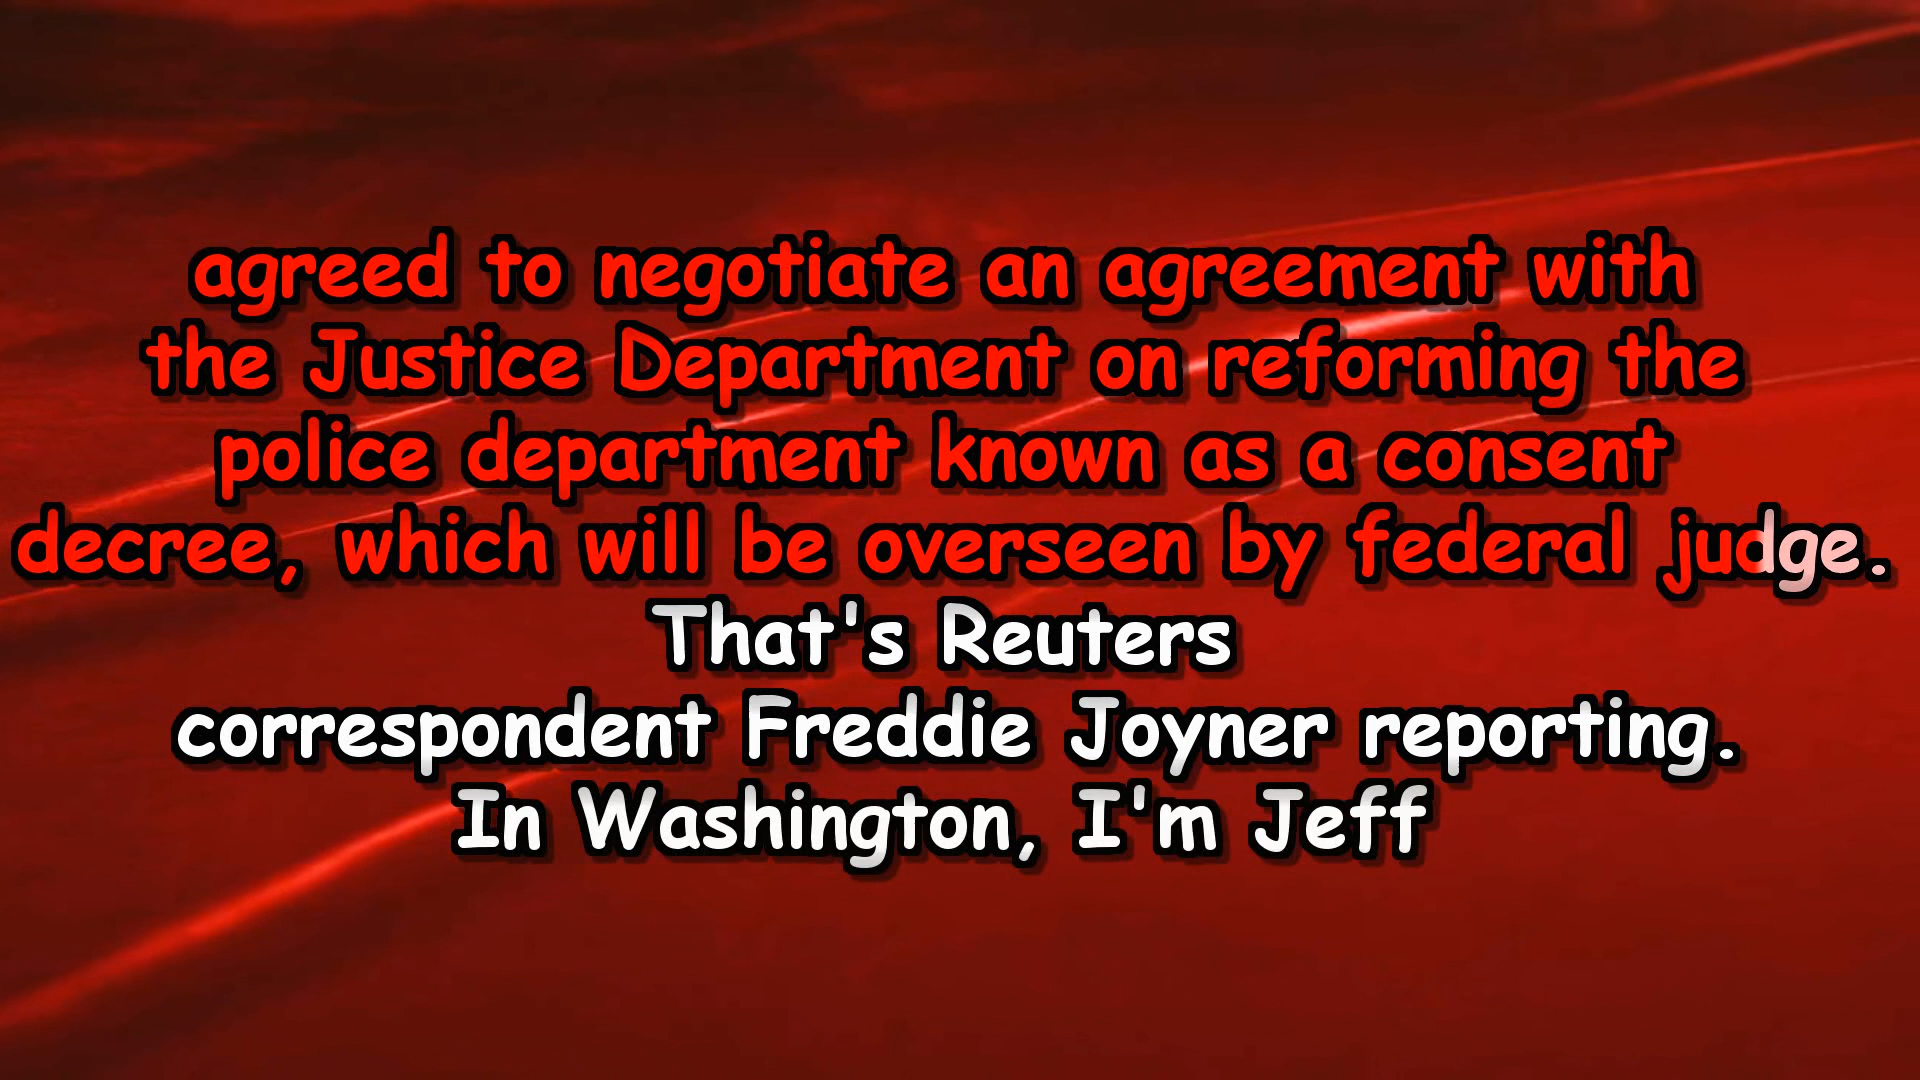 agreed to negotiate an agreement with
the Justice Department on reforming the
police department known as a consent
decree, which will be overseen by federal judge.
That's Reuters
correspondent Freddie Joyner reporting.
In Washington, I'm Jeff